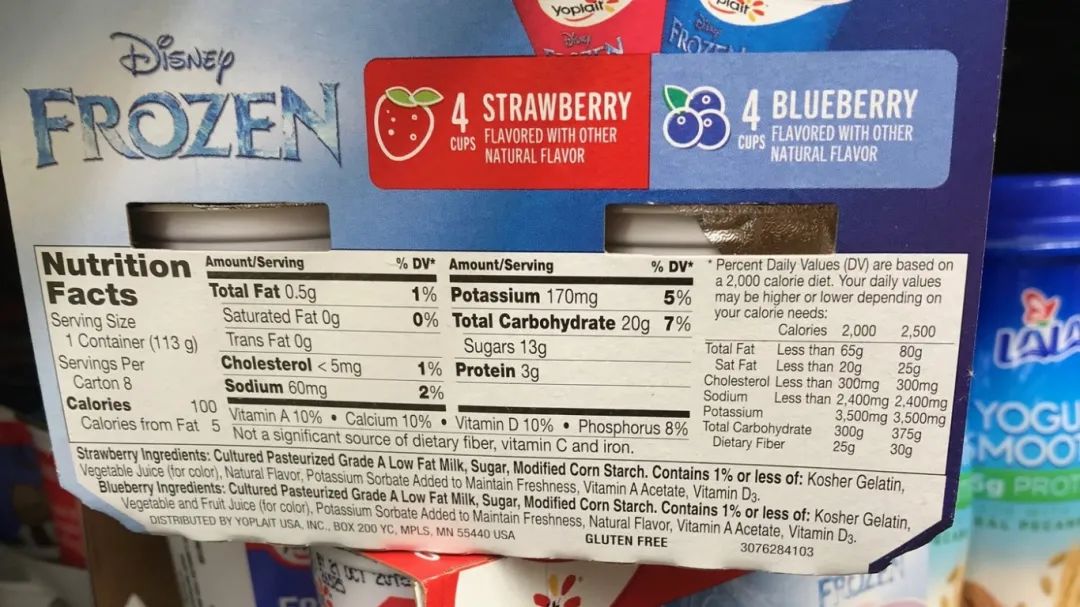 Yoplait
Disney
FROZEN
Disney
FROZEN
4 CUPS
STRAWBERRY
FLAVORED WITH OTHER
NATURAL FLAVOR
4 CUPS
BLUEBERRY
FLAVORED WITH OTHER
NATURAL FLAVOR
Nutrition
Facts
Serving Size
1 Container (113 g)
Servings Per
Carton 8
Calories 100
Calories from Fat 5
Amount/Serving % DV*
Total Fat 0.5g 1%
Saturated Fat 0g 0%
Trans Fat 0g
Cholesterol < 5mg 1%
Sodium 60mg 2%
Amount/Serving % DV*
Potassium 170mg 5%
Total Carbohydrate 20g 7%
Sugars 13g
Protein 3g
Vitamin A 10% • Calcium 10% • Vitamin D 10% • Phosphorus 8%
Not a significant source of dietary fiber, vitamin C and iron.
* Percent Daily Values (DV) are based on
a 2,000 calorie diet. Your daily values
may be higher or lower depending on
your calorie needs:
Calories 2,000 2,500
Total Fat Less than 65g 80g
Sat Fat Less than 20g 25g
Cholesterol Less than 300mg 300mg
Sodium Less than 2,400mg 2,400mg
Potassium 3,500mg 3,500mg
Total Carbohydrate 300g 375g
Dietary Fiber 25g 30g
Strawberry Ingredients: Cultured Pasteurized Grade A Low Fat Milk, Sugar, Modified Corn Starch. Contains 1% or less of: Kosher Gelatin,
Vegetable Juice (for color), Natural Flavor, Potassium Sorbate Added to Maintain Freshness, Vitamin A Acetate, Vitamin D3.
Blueberry Ingredients: Cultured Pasteurized Grade A Low Fat Milk, Sugar, Modified Corn Starch. Contains 1% or less of: Kosher Gelatin,
Vegetable and Fruit Juice (for color), Potassium Sorbate Added to Maintain Freshness, Natural Flavor, Vitamin A Acetate, Vitamin D3.
DISTRIBUTED BY YOPLAIT USA, INC., BOX 200 YC, MPLS, MN 55440 USA
GLUTEN FREE
3076284103
LALA
YOGU
SMOOT
PROT
FROZEN